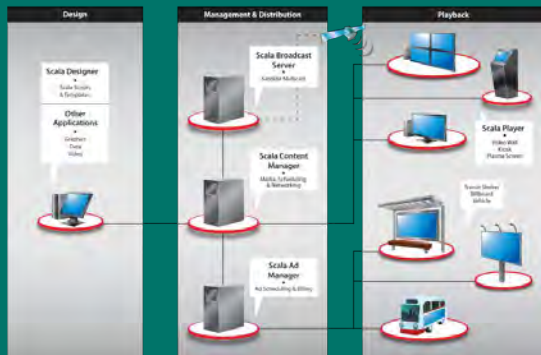 Design
Scala Designer
Scala Scripts
& Templates
Other
Applications
Graphics
Data
Video
Management & Distribution
Scala Broadcast
Server
Satellite Multicast
Scala Content
Manager
Media, Scheduling
& Networking
Scala Ad
Manager
Ad Scheduling & Billing
Playback
Scala Player
Video Wall
Kiosk
Plasma Screen
Transit Shelter
Billboard
Vehicle